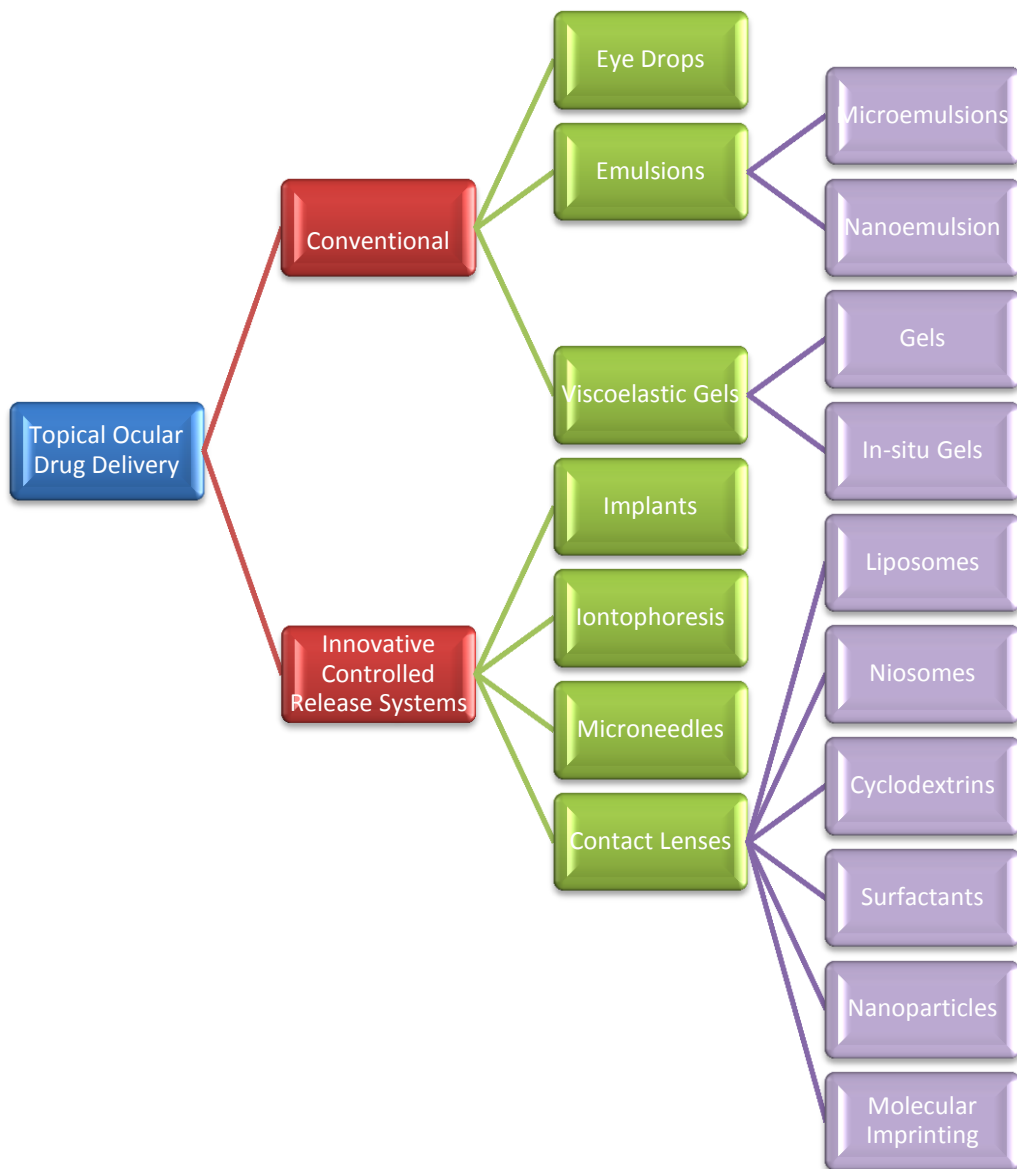 Topical Ocular
Drug Delivery
Conventional
Innovative
Controlled
Release Systems
Eye Drops
Emulsions
Viscoelastic Gels
Implants
Iontophoresis
Microneedles
Contact Lenses
Microemulsions
Nanoemulsion
Gels
In-situ Gels
Liposomes
Niosomes
Cyclodextrins
Surfactants
Nanoparticles
Molecular
Imprinting